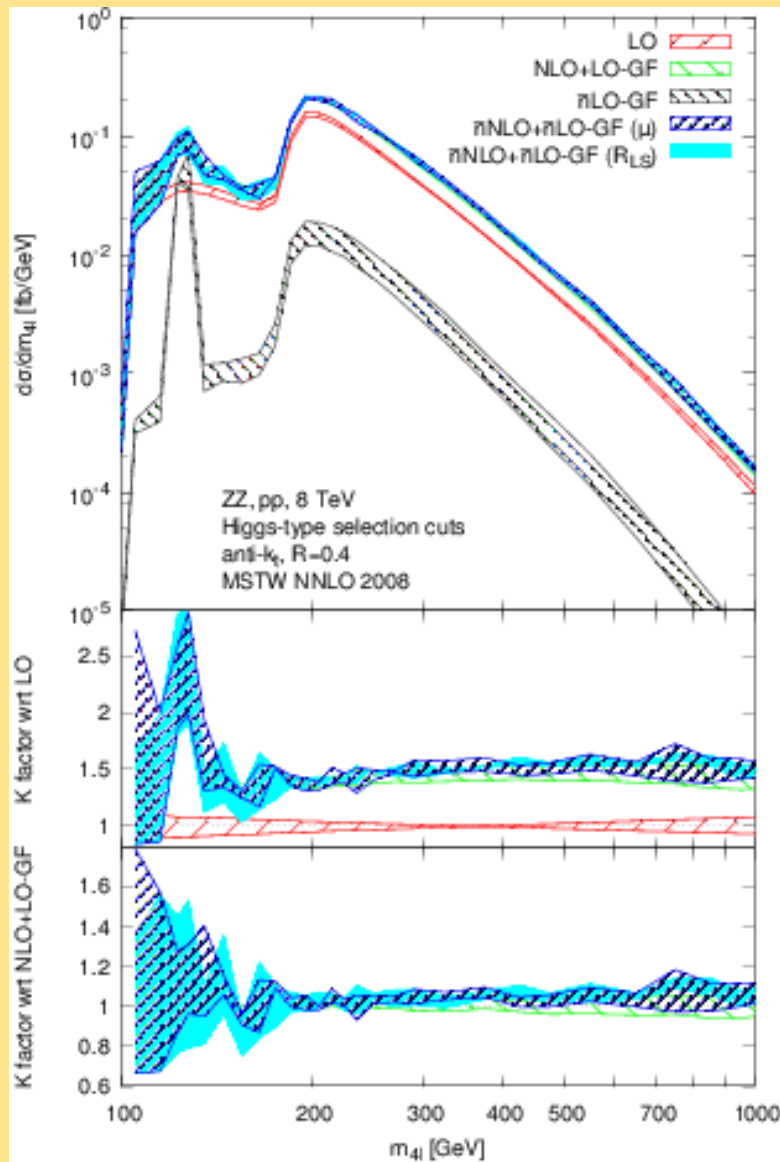 10⁰
10⁻¹
10⁻²
10⁻³
10⁻⁴
10⁻⁵
dσ/dm₄ₗ [fb/GeV]
LO
NLO+LO-GF
n̄LO-GF
n̄NLO+n̄LO-GF (μ)
n̄NLO+n̄LO-GF (R_LS)
ZZ, pp, 8 TeV
Higgs-type selection cuts
anti-kₜ, R=0.4
MSTW NNLO 2008
K factor wrt LO
2.5
2
1.5
1
K factor wrt NLO+LO-GF
1.6
1.4
1.2
1
0.8
0.6
100 200 300 400 500 700 1000
m₄ₗ [GeV]